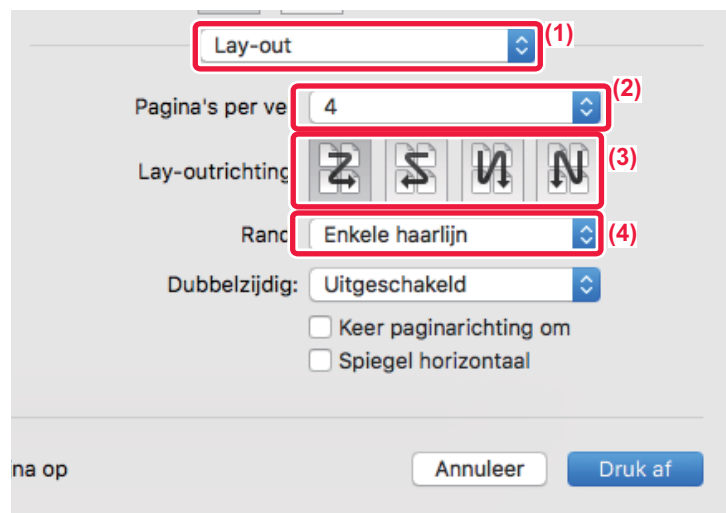 Lay-out (1)
Pagina's per ve 4 (2)
Lay-outrichting (3)
Rand Enkele haarlijn (4)
Dubbelzijdig: Uitgeschakeld
Keer paginarichting om
Spiegel horizontaal
na op Annuleer Druk af